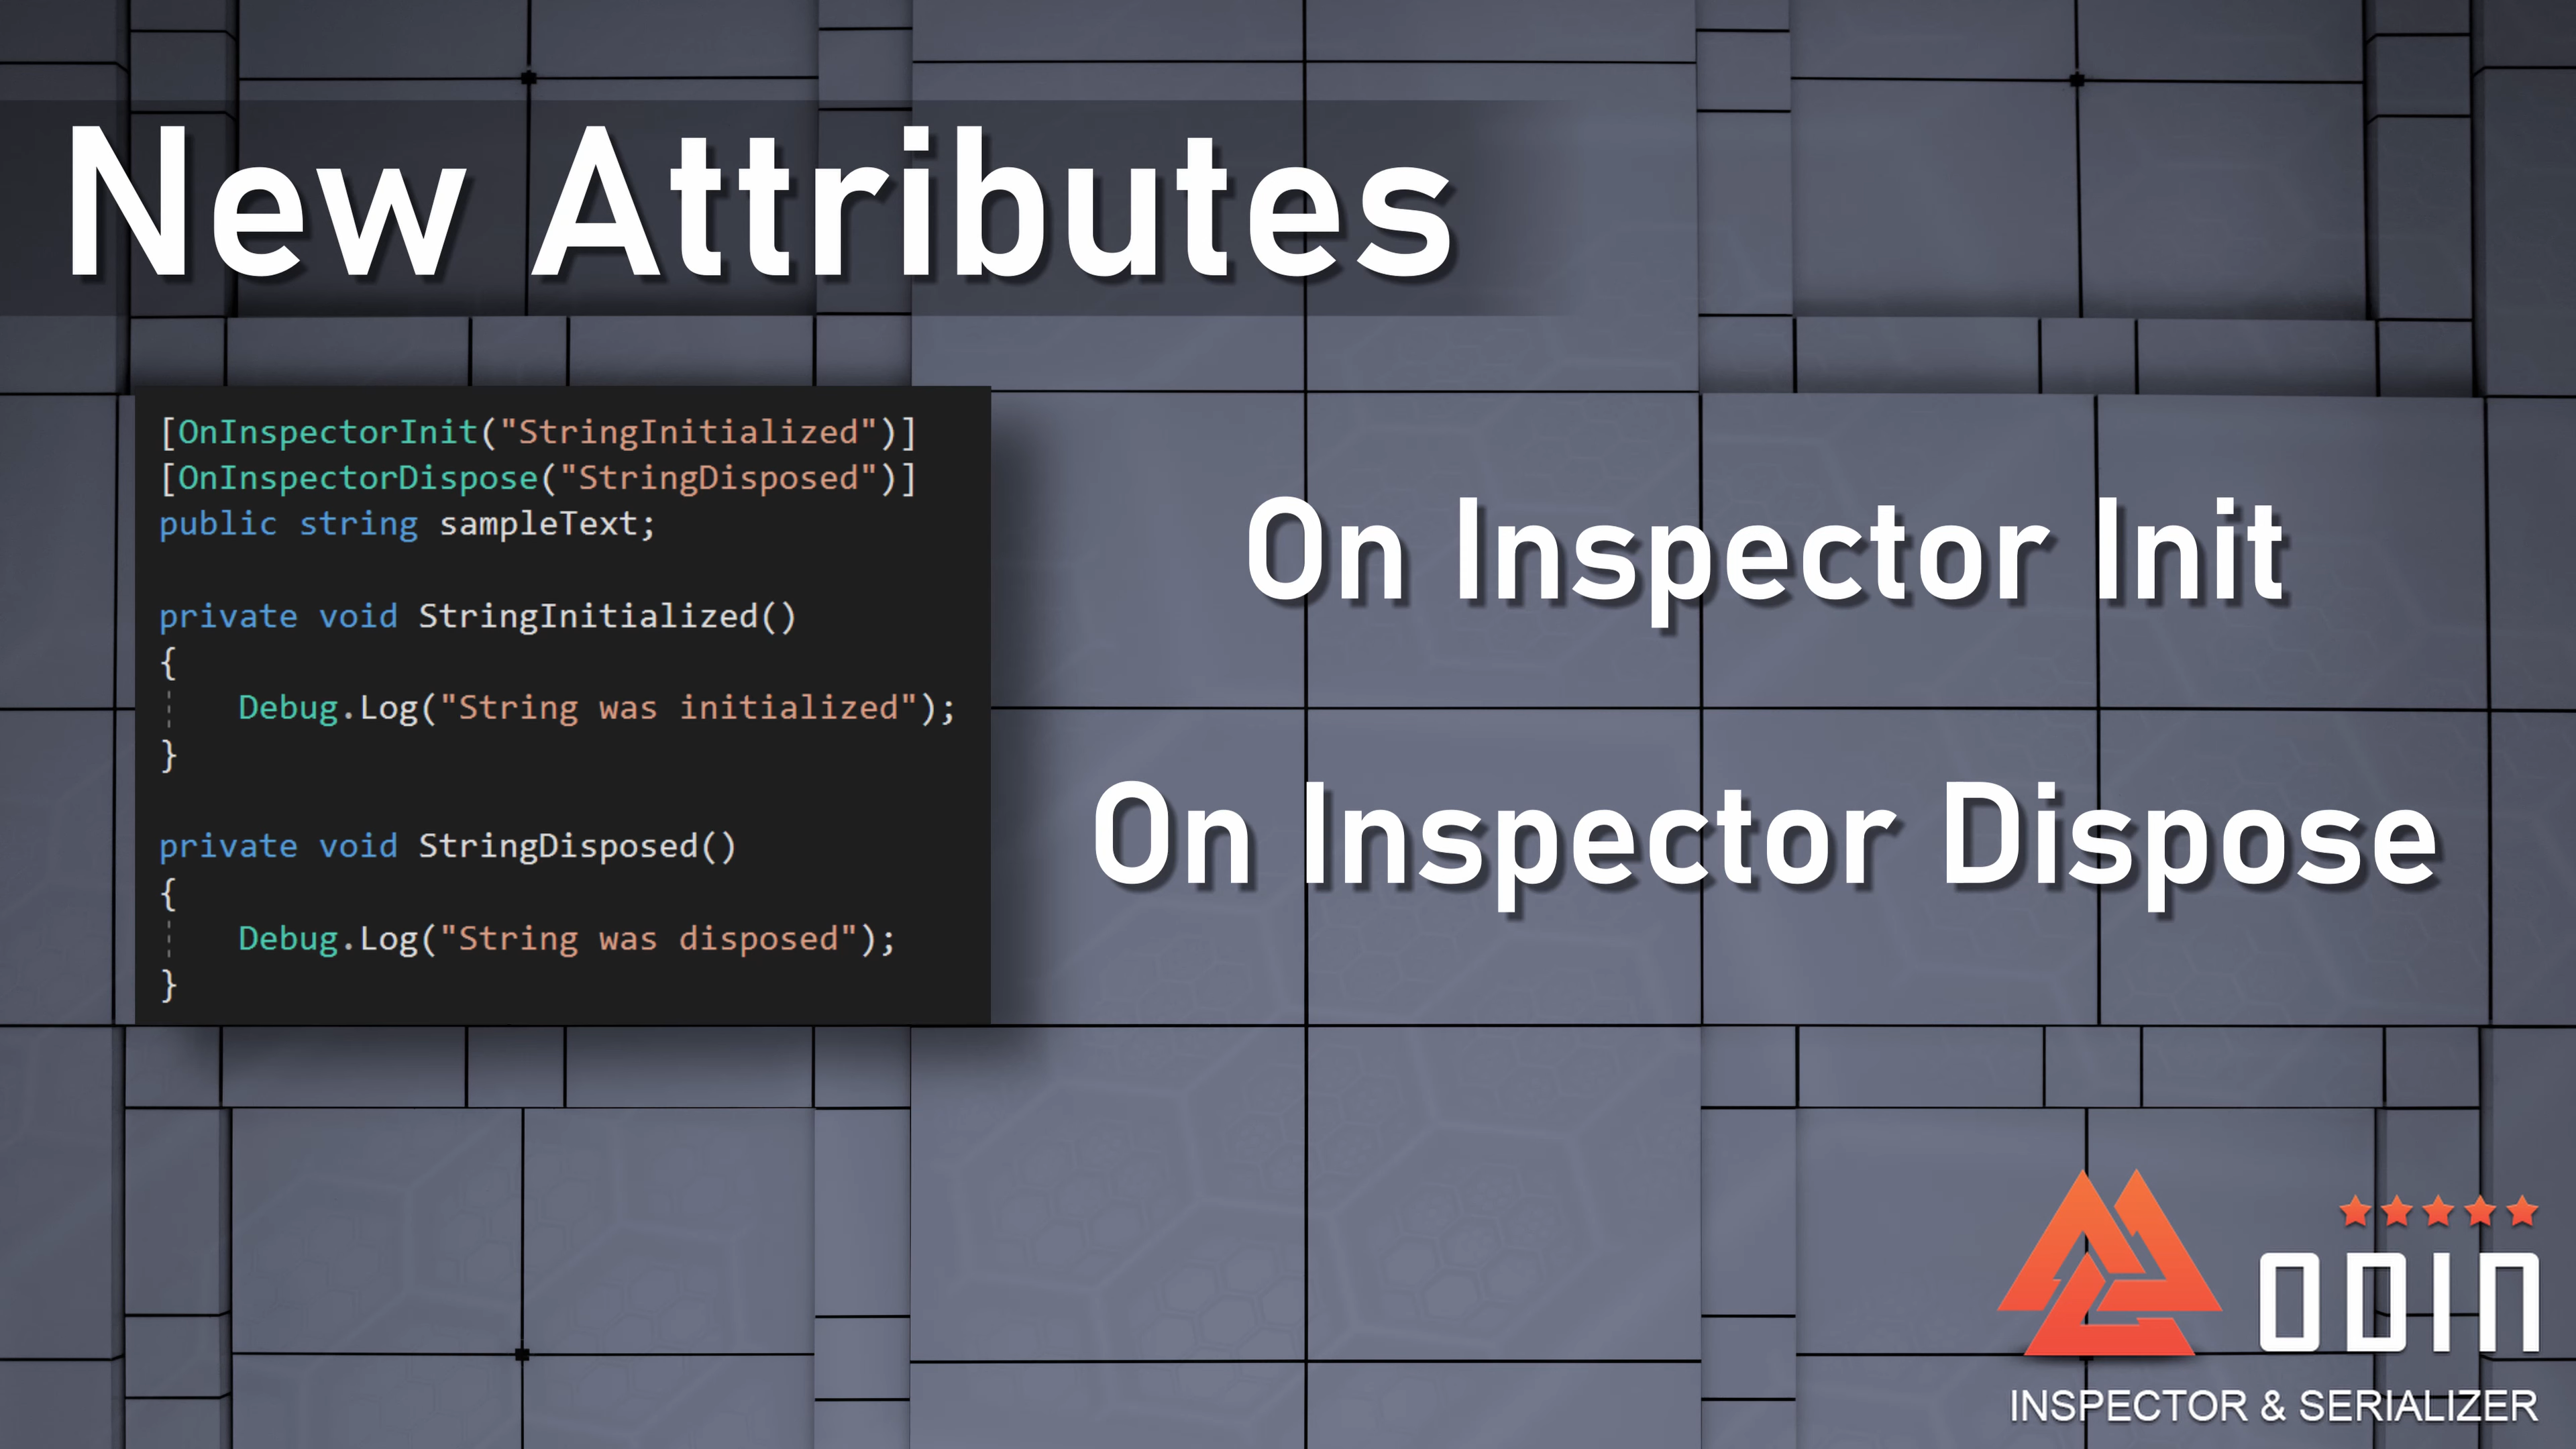 New Attributes
[OnInspectorInit("StringInitialized")]
[OnInspectorDispose("StringDisposed")]
public string sampleText;
private void StringInitialized()
{
Debug.Log("String was initialized");
}
private void StringDisposed()
{
Debug.Log("String was disposed");
}
On Inspector Init
On Inspector Dispose
ODIN
INSPECTOR & SERIALIZER